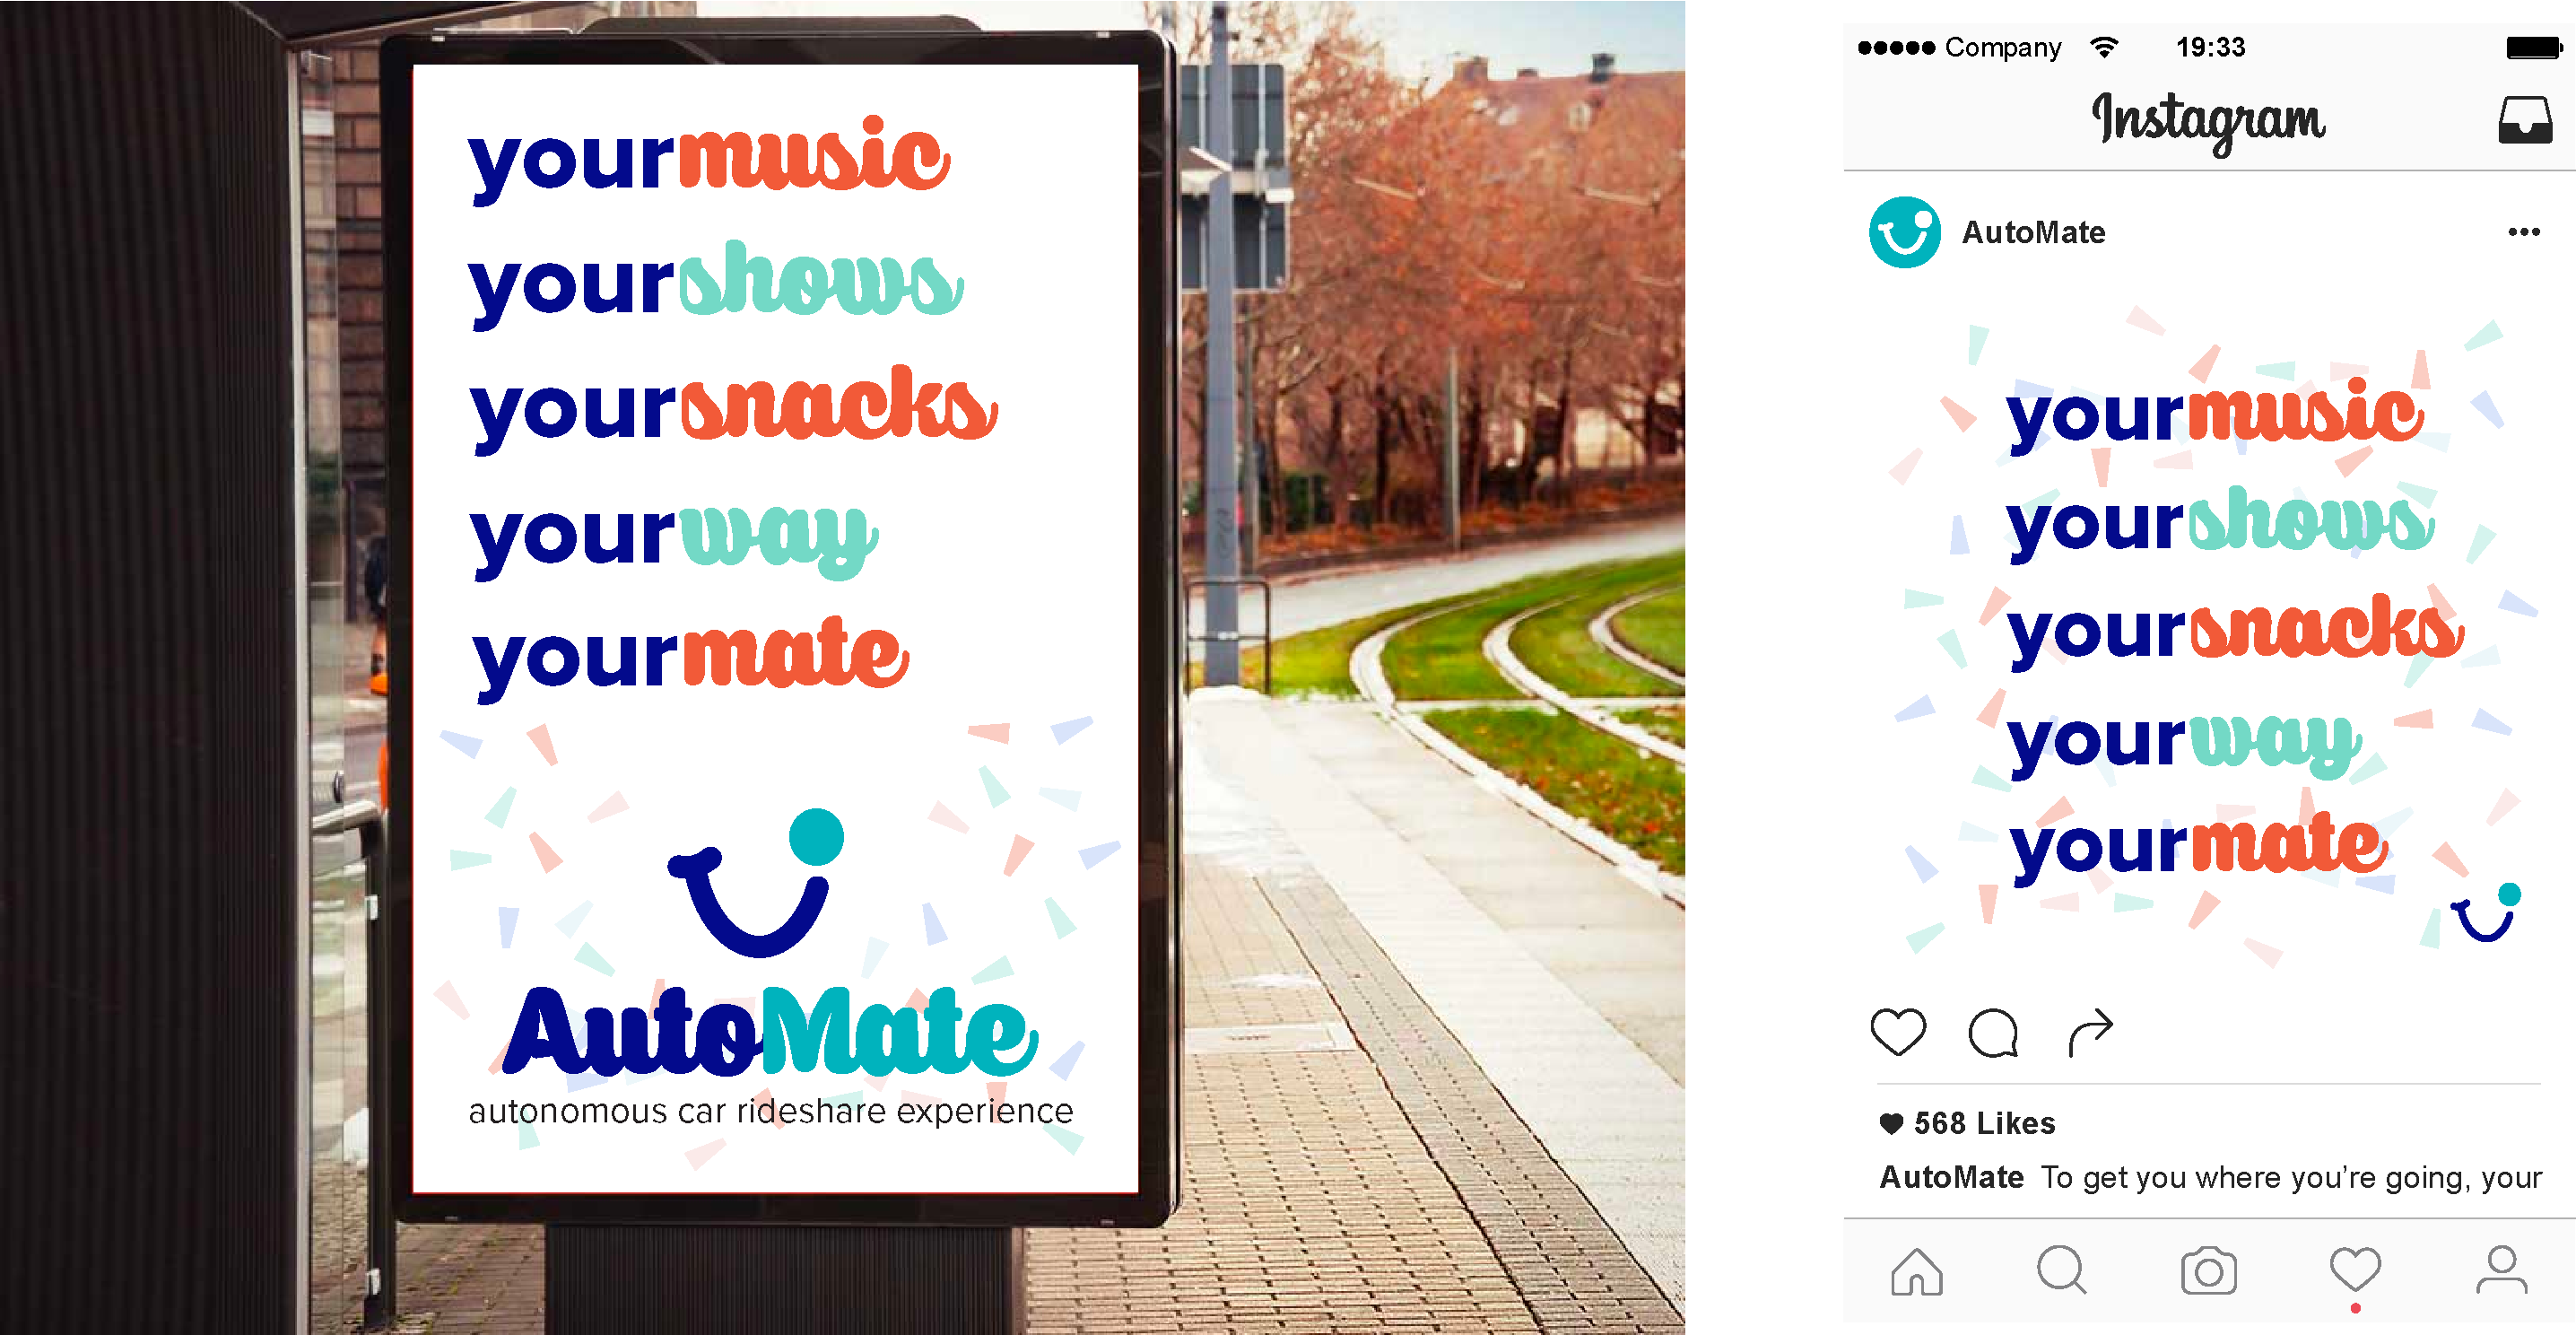 yourmusic
yourshows
yoursnacks
yourway
yourmate
AutoMate
autonomous car rideshare experience
Company 19:33
Instagram
AutoMate
yourmusic
yourshows
yoursnacks
yourway
yourmate
568 Likes
AutoMate To get you where you’re going, your